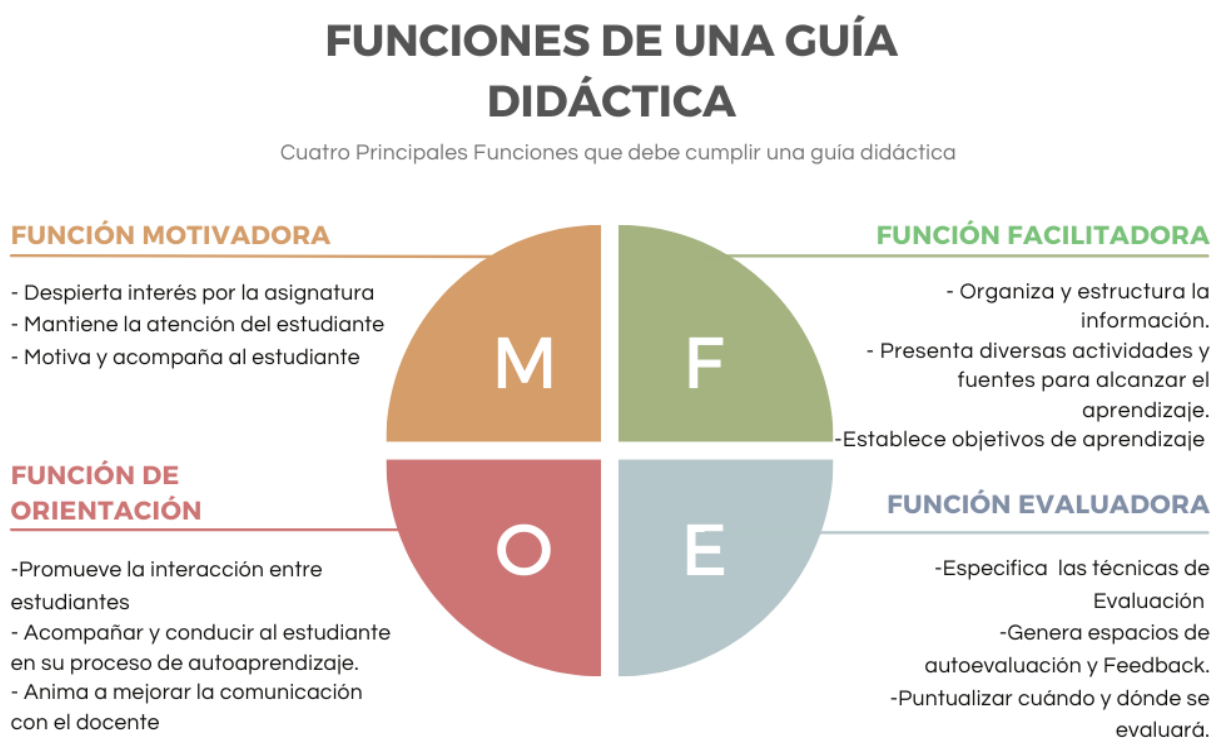 FUNCIONES DE UNA GUÍA
DIDÁCTICA
Cuatro Principales Funciones que debe cumplir una guía didáctica
FUNCIÓN MOTIVADORA
- Despierta interés por la asignatura
- Mantiene la atención del estudiante
- Motiva y acompaña al estudiante
M
F
FUNCIÓN FACILITADORA
- Organiza y estructura la
información.
- Presenta diversas actividades y
fuentes para alcanzar el
aprendizaje.
-Establece objetivos de aprendizaje
FUNCIÓN DE
ORIENTACIÓN
-Promueve la interacción entre
estudiantes
- Acompañar y conducir al estudiante
en su proceso de autoaprendizaje.
- Anima a mejorar la comunicación
con el docente
O
E
FUNCIÓN EVALUADORA
-Especifica las técnicas de
Evaluación
-Genera espacios de
autoevaluación y Feedback.
-Puntualizar cuándo y dónde se
evaluará.